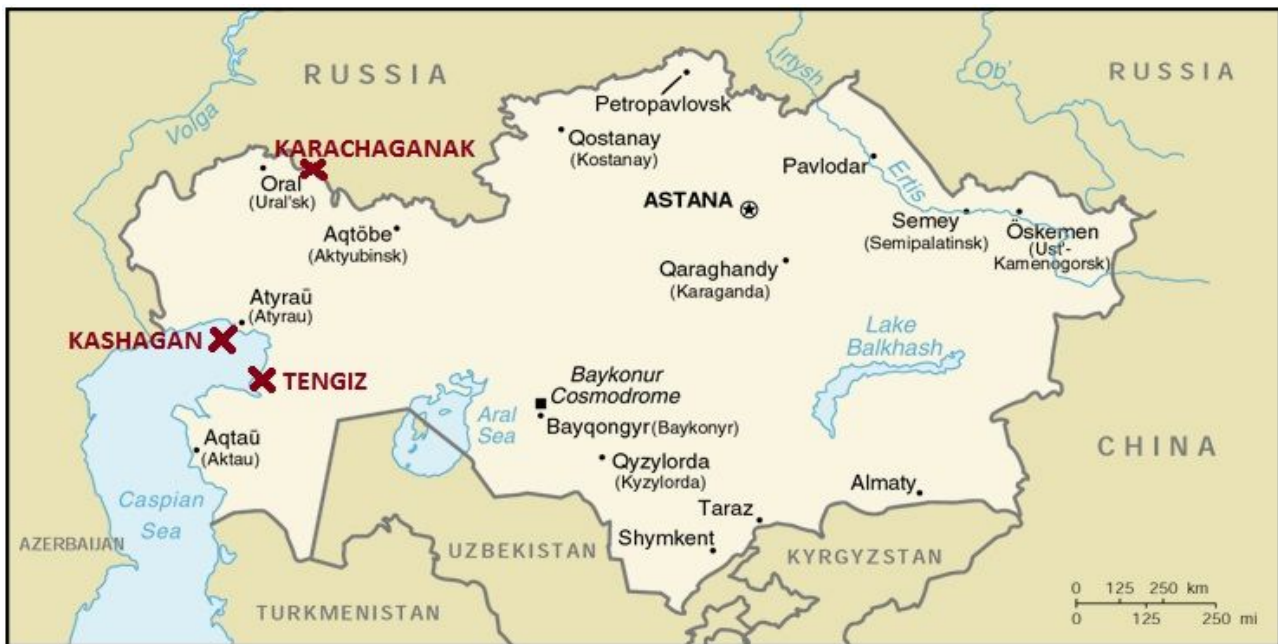 RUSSIA
Irtysh
Ob'
RUSSIA
Volga
Petropavlovsk
KARACHAGANAK
Qostanay
(Kostanay)
Oral
(Ural'sk)
Pavlodar
Ertis
ASTANA
Aqtöbe
(Aktyubinsk)
Semey
(Semipalatinsk)
Öskemen
(Ust'-
Kamenogorsk)
Qaraghandy
(Karaganda)
Atyraū
(Atyrau)
KASHAGAN
TENGIZ
Lake
Balkhash
Baykonur
Cosmodrome
Aral
Sea
Bayqongyr (Baykonyr)
Aqtaū
(Aktau)
CHINA
Qyzylorda
(Kyzylorda)
Almaty
Caspian
Sea
Taraz
Shymkent
AZERBAIJAN
UZBEKISTAN
KYRGYZSTAN
TURKMENISTAN
0 125 250 km
0 125 250 mi